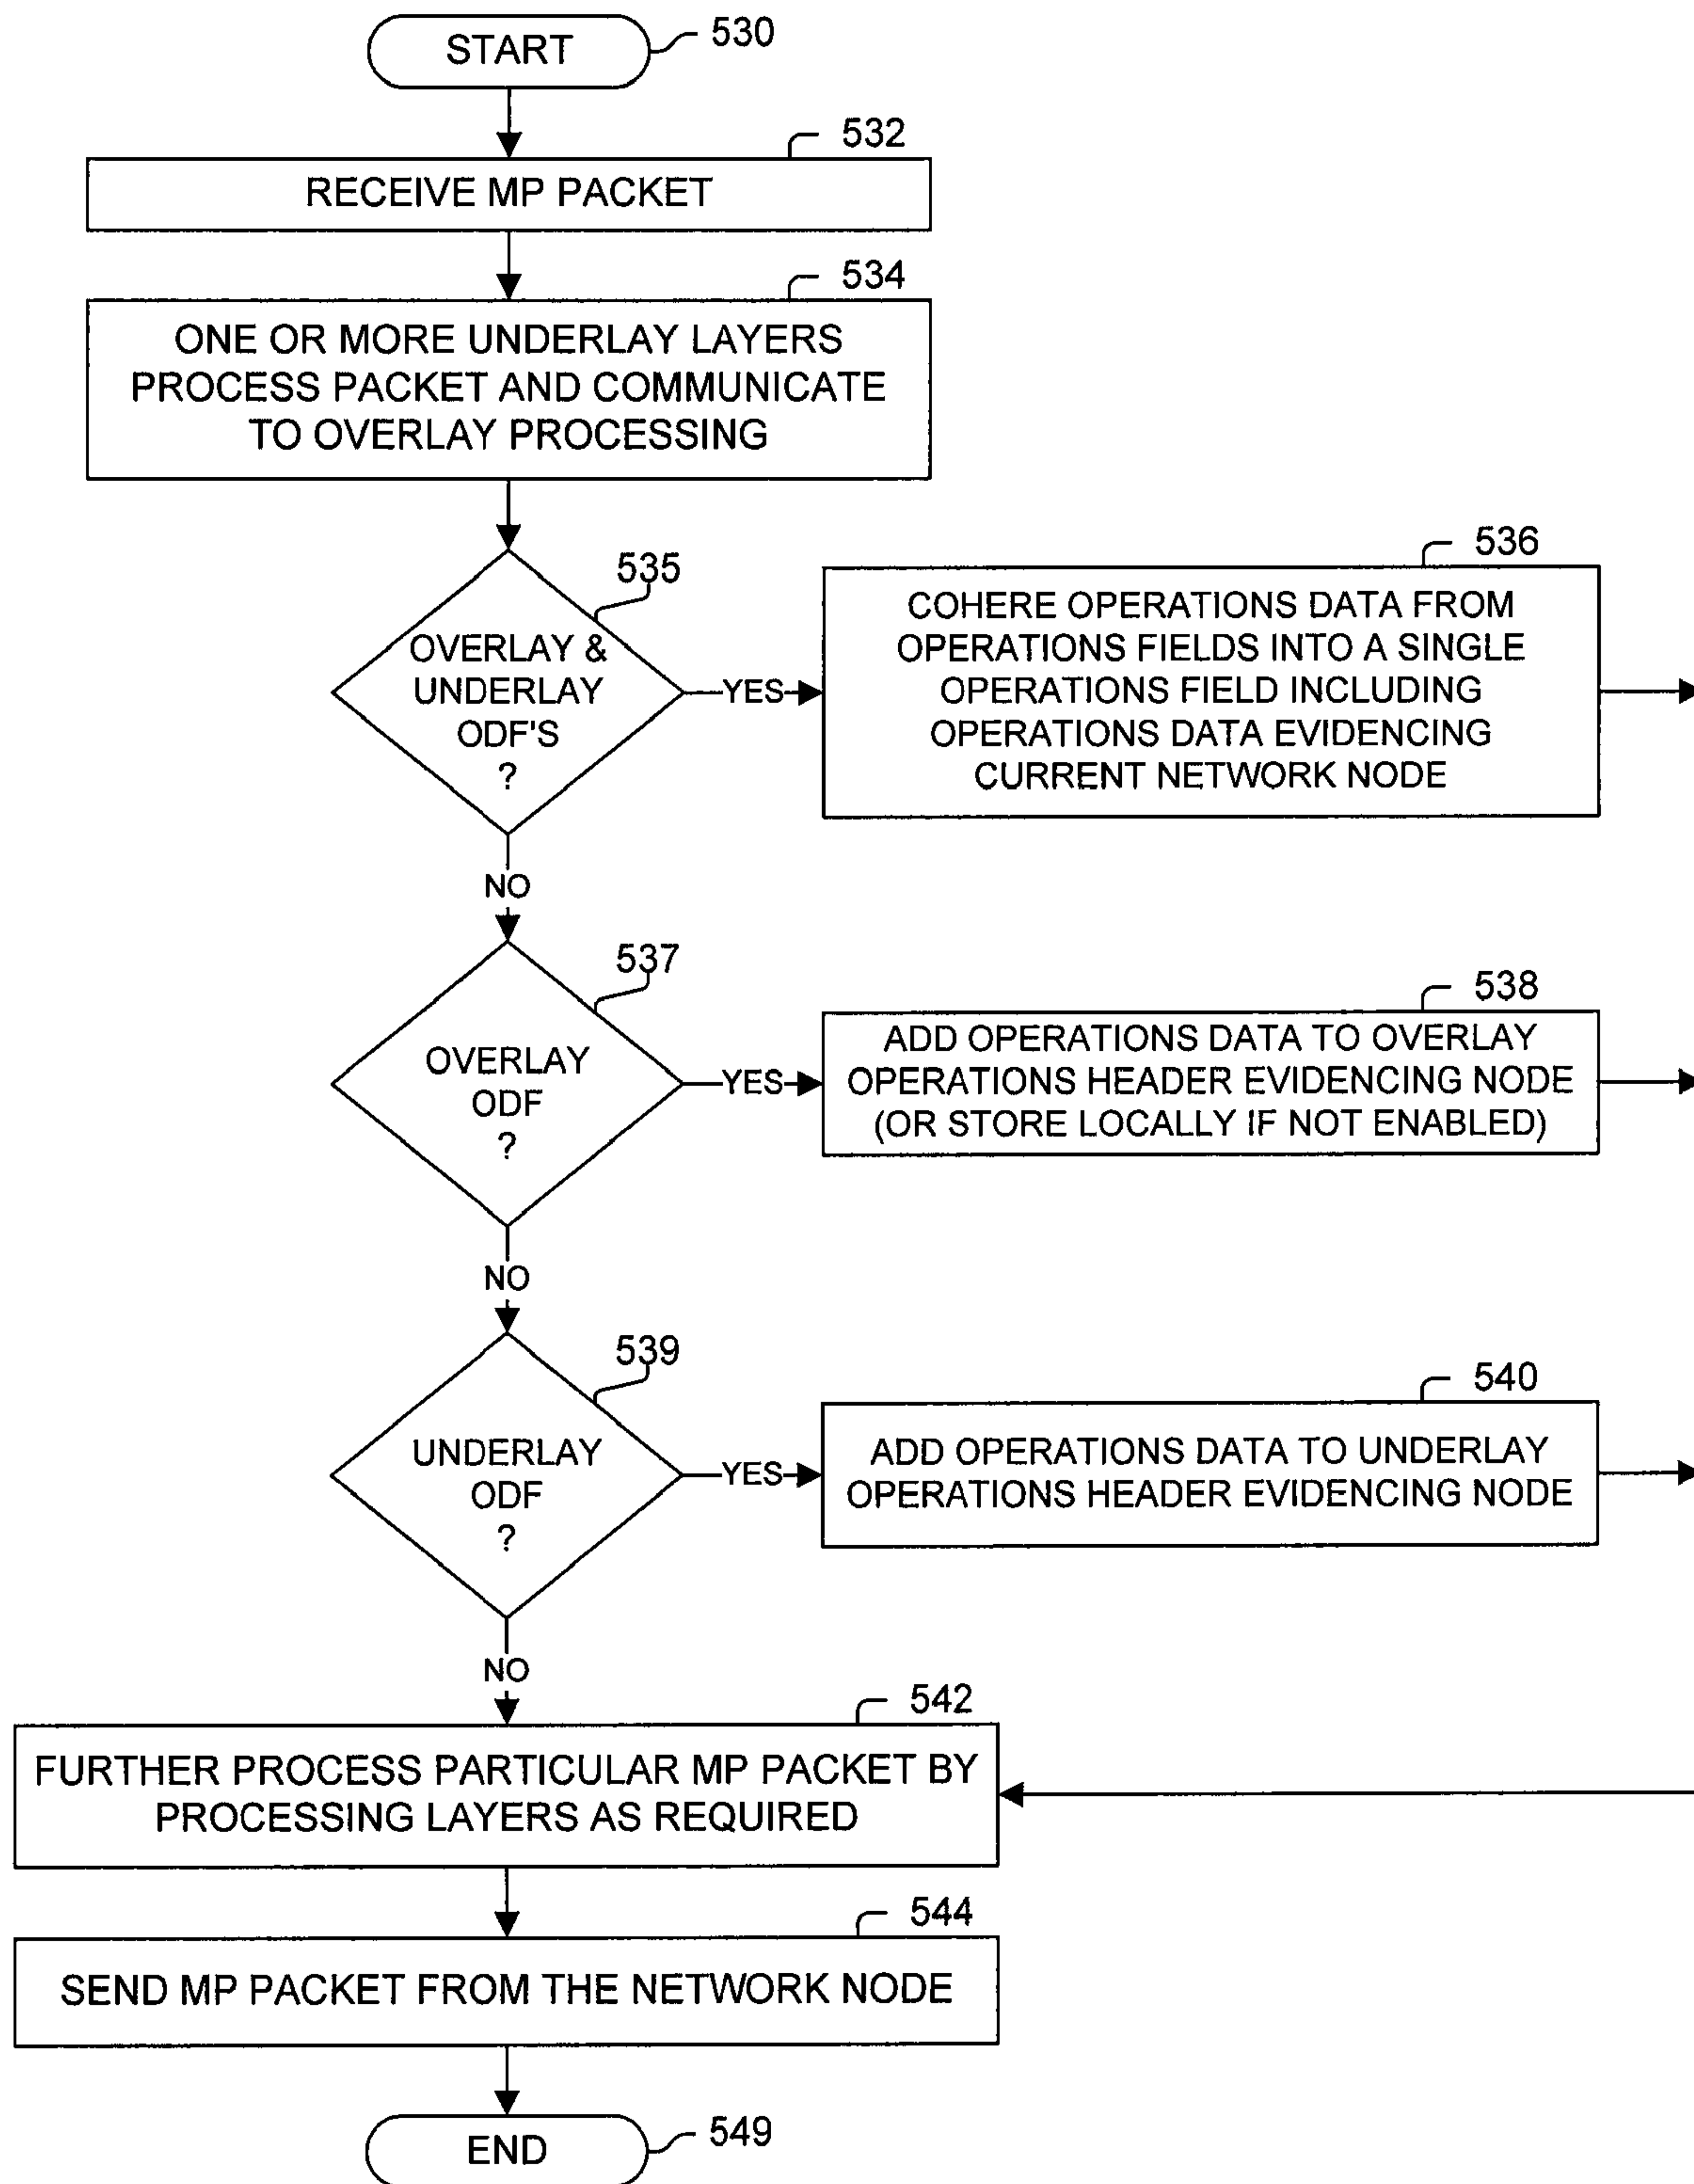 START
530
532
RECEIVE MP PACKET
534
ONE OR MORE UNDERLAY LAYERS
PROCESS PACKET AND COMMUNICATE
TO OVERLAY PROCESSING
535
OVERLAY &
UNDERLAY
ODF'S
?
YES
536
COHERE OPERATIONS DATA FROM
OPERATIONS FIELDS INTO A SINGLE
OPERATIONS FIELD INCLUDING
OPERATIONS DATA EVIDENCING
CURRENT NETWORK NODE
NO
537
OVERLAY
ODF
?
YES
538
ADD OPERATIONS DATA TO OVERLAY
OPERATIONS HEADER EVIDENCING NODE
(OR STORE LOCALLY IF NOT ENABLED)
NO
539
UNDERLAY
ODF
?
YES
540
ADD OPERATIONS DATA TO UNDERLAY
OPERATIONS HEADER EVIDENCING NODE
NO
542
FURTHER PROCESS PARTICULAR MP PACKET BY
PROCESSING LAYERS AS REQUIRED
544
SEND MP PACKET FROM THE NETWORK NODE
END
549